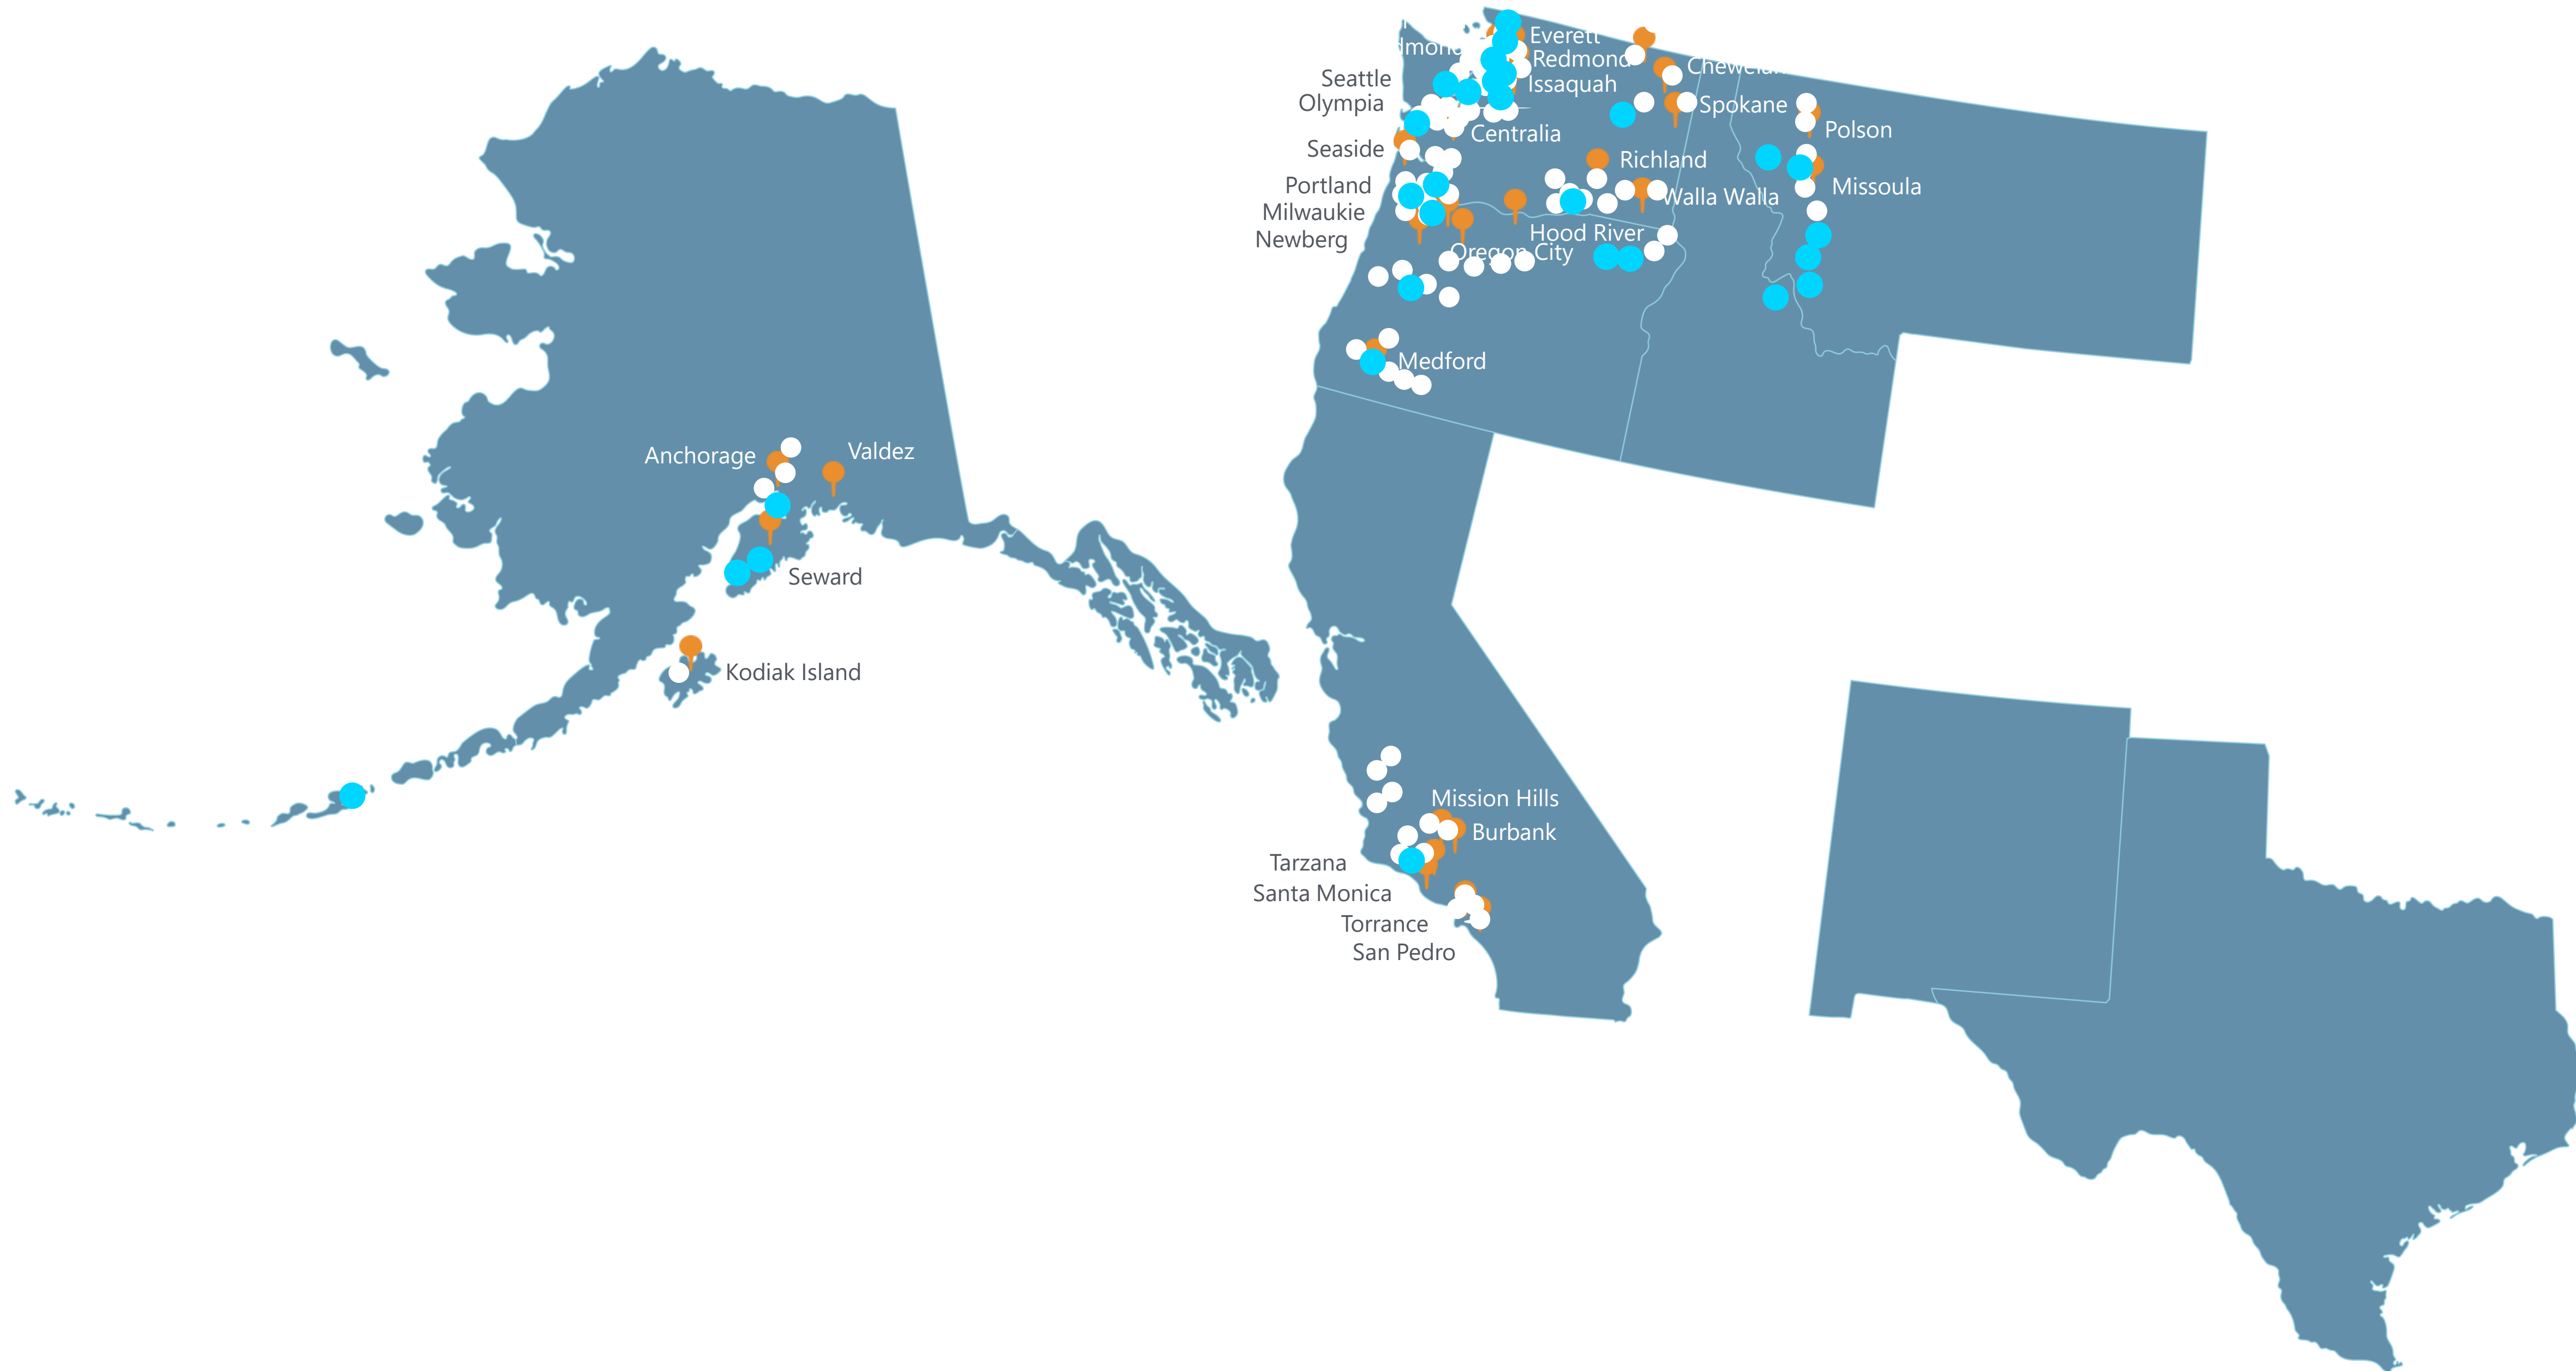 Everett
Redmond
Seattle
Issaquah
Olympia
Spokane
Centralia
Polson
Seaside
Richland
Portland
Missoula
Walla Walla
Milwaukie
Hood River
Newberg
Oregon City
Medford
Anchorage
Valdez
Seward
Kodiak Island
Mission Hills
Burbank
Tarzana
Santa Monica
Torrance
San Pedro